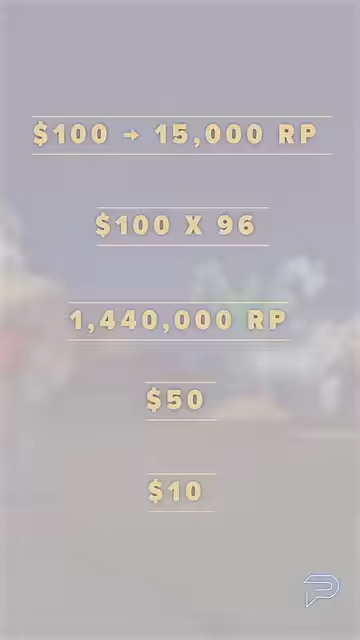 $100 → 15,000 RP
$100 X 96
1,440,000 RP
$50
$10